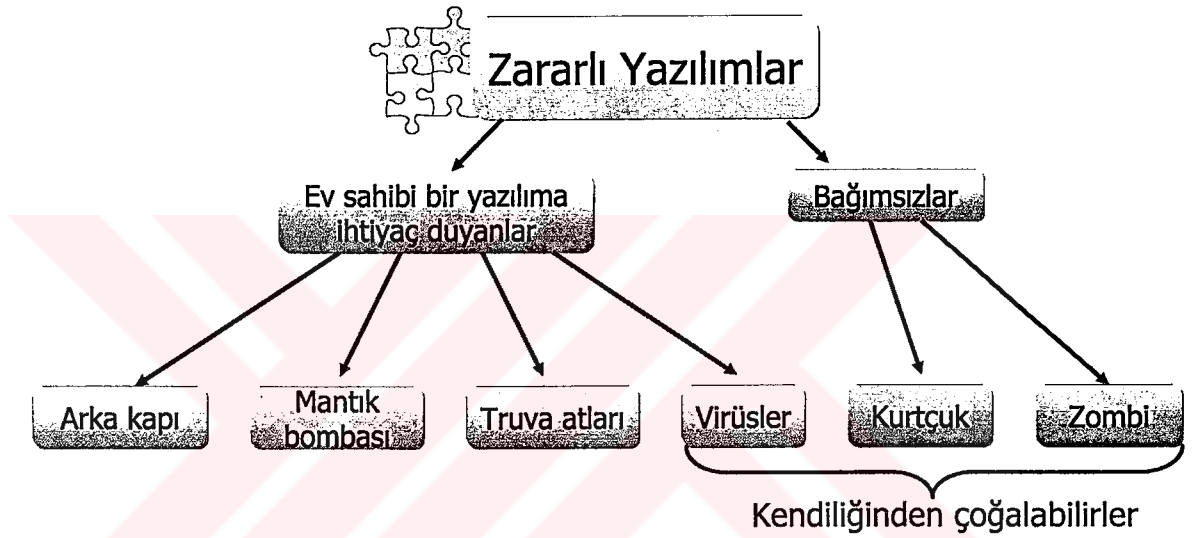 Zararlı Yazılımlar
Ev sahibi bir yazılıma
ihtiyaç duyanlar
Bağımsızlar
Arka kapı
Mantık
bombası
Truva atları
Virüsler
Kurtçuk
Zombi
Kendiliğinden çoğalabilirler